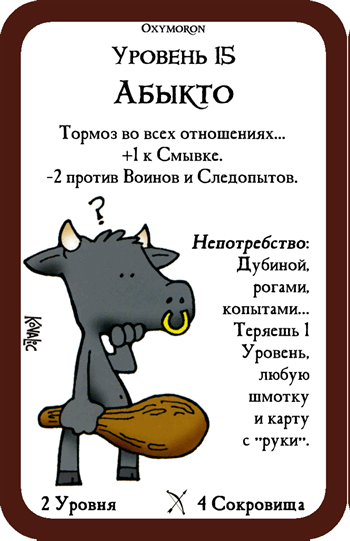 Oxymoron
Уровень 15
Абыкто
Тормоз во всех отношениях...
+1 к Смывке.
-2 против Воинов и Следопытов.
Непотребство:
Дубиной,
рогами,
копытами...
Теряешь 1
Уровень,
любую
шмотку
и карту
с "руки".
?
Kovalic
2 Уровня
4 Сокровища